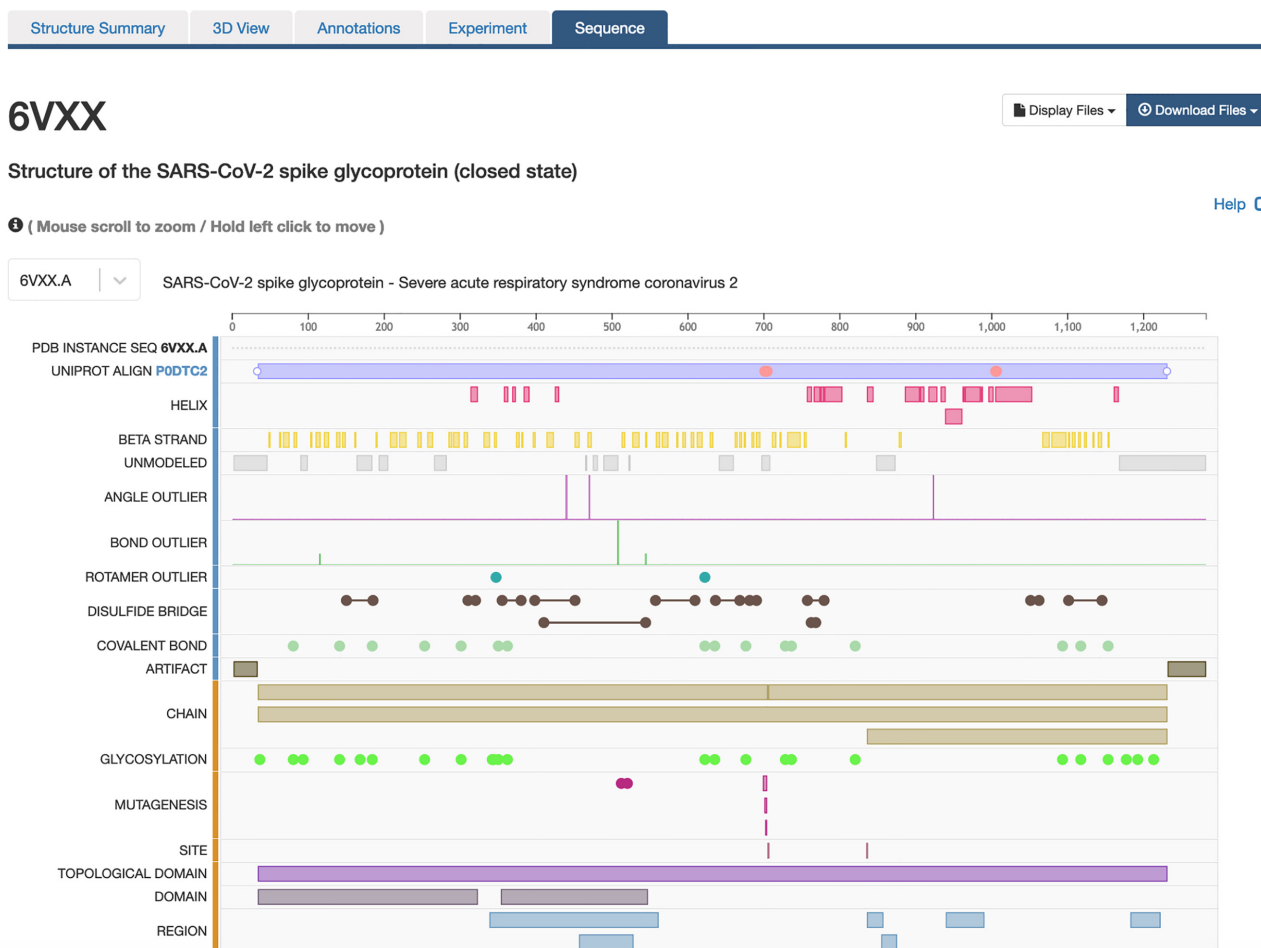 Structure Summary 3D View Annotations Experiment Sequence
6VXX
Display Files Download Files
Structure of the SARS-CoV-2 spike glycoprotein (closed state)
Help
( Mouse scroll to zoom / Hold left click to move )
6VXX.A SARS-CoV-2 spike glycoprotein - Severe acute respiratory syndrome coronavirus 2
0 100 200 300 400 500 600 700 800 900 1,000 1,100 1,200
PDB INSTANCE SEQ 6VXX.A
UNIPROT ALIGN P0DTC2
HELIX
BETA STRAND
UNMODELED
ANGLE OUTLIER
BOND OUTLIER
ROTAMER OUTLIER
DISULFIDE BRIDGE
COVALENT BOND
ARTIFACT
CHAIN
GLYCOSYLATION
MUTAGENESIS
SITE
TOPOLOGICAL DOMAIN
DOMAIN
REGION